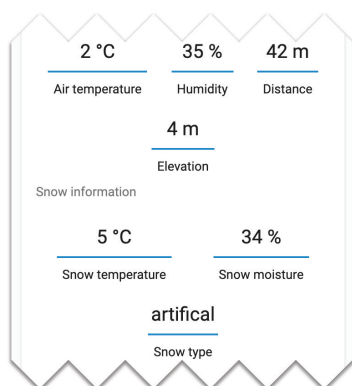 2 °C 35 % 42 m
Air temperature Humidity Distance
4 m
Elevation
Snow information
5 °C 34 %
Snow temperature Snow moisture
artifical
Snow type